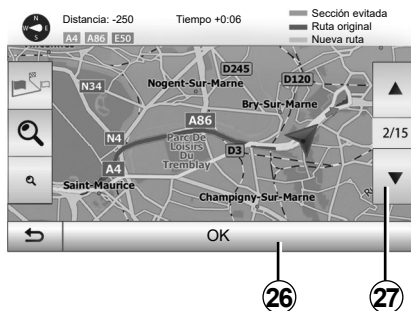 Distancia: -250 Tiempo +0:06
Sección evitada
Ruta original
Nueva ruta
A4 A86 E50
D245
N34
D120
Nogent-Sur-Marne
Bry-Sur-Marne
A86
2/15
N4
Parc De
Loisirs
Du
Tremblay
D3
A4
Saint-Maurice
Champigny-Sur-Marne
OK
26
27